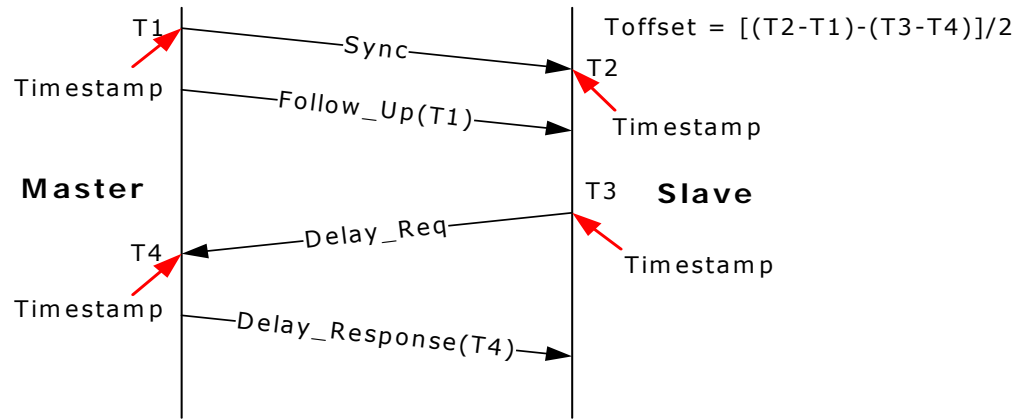 T1
Toffset = [(T2-T1)-(T3-T4)]/2
Sync
T2
Timestamp
Follow_Up(T1)
Timestamp
Master
T3
Slave
Delay_Req
T4
Timestamp
Timestamp
Delay_Response(T4)